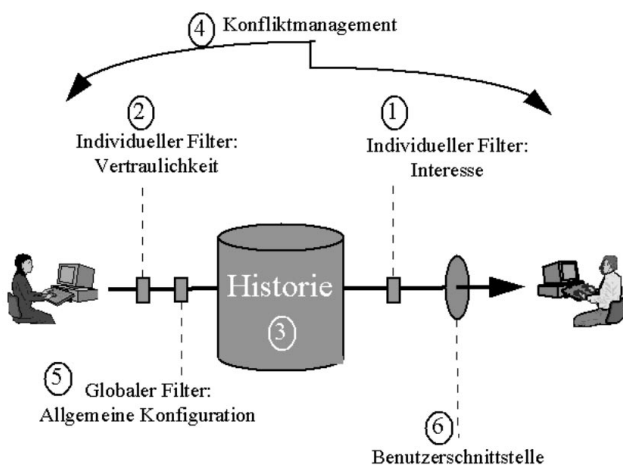 ④ Konfliktmanagement
② ①
Individueller Filter: Individueller Filter:
Vertraulichkeit Interesse
Historie
③
⑤ Globaler Filter:
Allgemeine Konfiguration
⑥
Benutzerschnittstelle